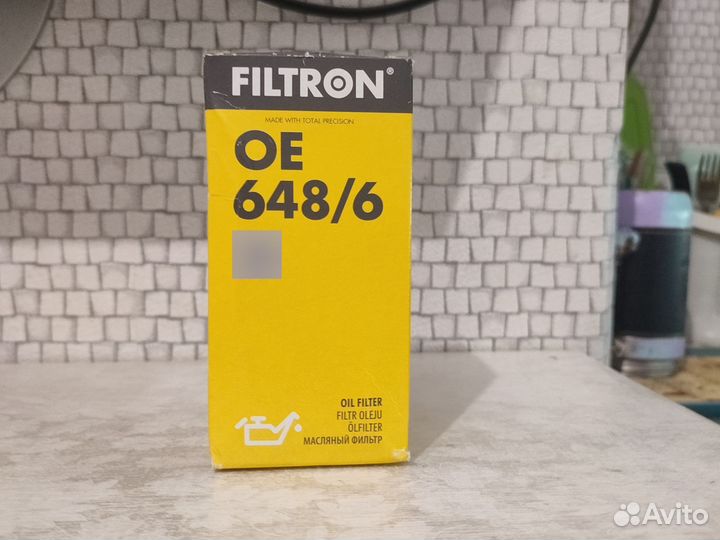 FILTRON®
MADE WITH TOTAL PRECISION
OE
648/6
OIL FILTER
FILTR OLEJU
ÖLFILTER
МАСЛЯНЫЙ ФИЛЬТР
Avito